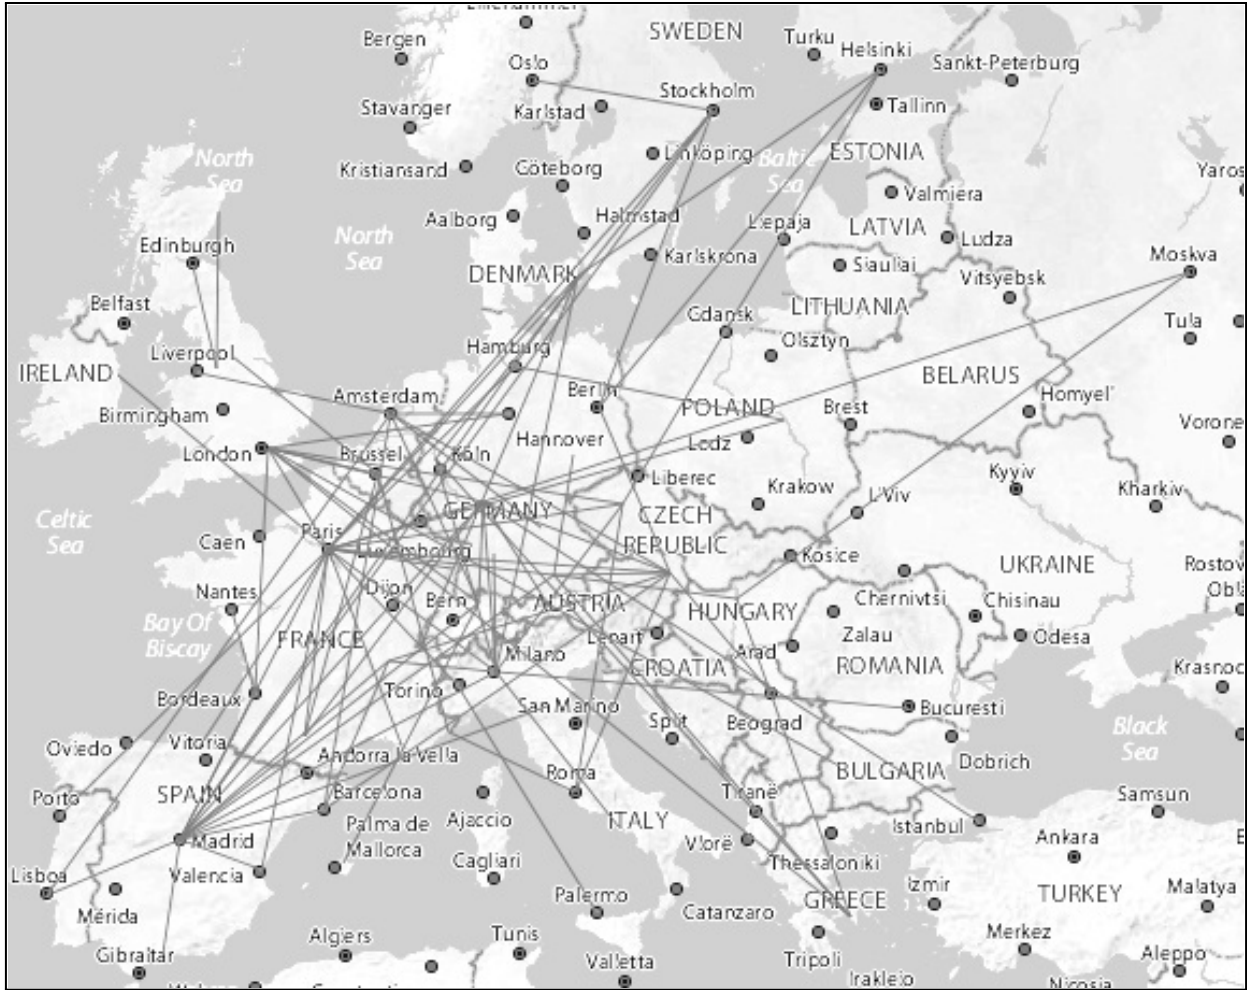 SWEDEN
Turku
Helsinki
Bergen
Oslo
Sankt-Peterburg
Stockholm
Stavanger
Karlstad
Tallinn
North
Sea
Linköping
Baltic
Sea
ESTONIA
Kristiansand
Göteborg
Yaros
Valmiera
Aalborg
Halmstad
Liepaja
LATVIA
North
Sea
Edinburgh
Ludza
Karlskrona
Siauliai
Moskva
DENMARK
Vitsyebsk
Belfast
Gdansk
LITHUANIA
Tula
Liverpool
Hamburg
Olsztyn
IRELAND
Amsterdam
Berlin
BELARUS
Homyel'
Birmingham
POLAND
Brest
Vorone
London
Brussel
Köln
Hannover
Lodz
Liberec
Krakow
Kyyiv
Kharkiv
L'Viv
Celtic
Sea
GERMANY
CZECH
REPUBLIC
Paris
Caen
Luxembourg
Kosice
UKRAINE
Rostov
Obla
Nantes
Dijon
Bern
AUSTRIA
HUNGARY
Chernivtsi
Chisinau
Bay Of
Biscay
FRANCE
Lenart
Zalau
Odesa
Milano
Arad
CROATIA
ROMANIA
Krasnoc
Torino
Bordeaux
San Marino
Split
Beograd
Bucuresti
Black
Sea
Oviedo
Vitoria
Andorra la Vella
Dobrich
Roma
BULGARIA
Porto
SPAIN
Barcelona
Tiranë
Samsun
Ajaccio
ITALY
Istanbul
Palma de
Mallorca
Madrid
Vlorë
Ankara
Cagliari
Thessaloniki
Lisboa
Valencia
Palermo
GREECE
Izmir
TURKEY
Malatya
Mérida
Catanzaro
Algiers
Tunis
Merkez
Gibraltar
Valletta
Tripoli
Aleppo
Irakleio
Nicosia